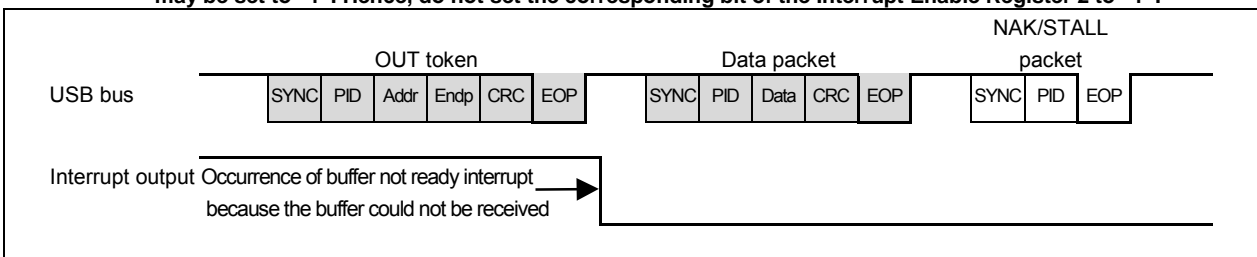 may be set to "1". Hence, do not set the corresponding bit of the Interrupt Enable Register 2 to "1".
NAK/STALL
OUT token Data packet packet
USB bus SYNC PID Addr Endp CRC EOP SYNC PID Data CRC EOP SYNC PID EOP
Interrupt output Occurrence of buffer not ready interrupt
because the buffer could not be received